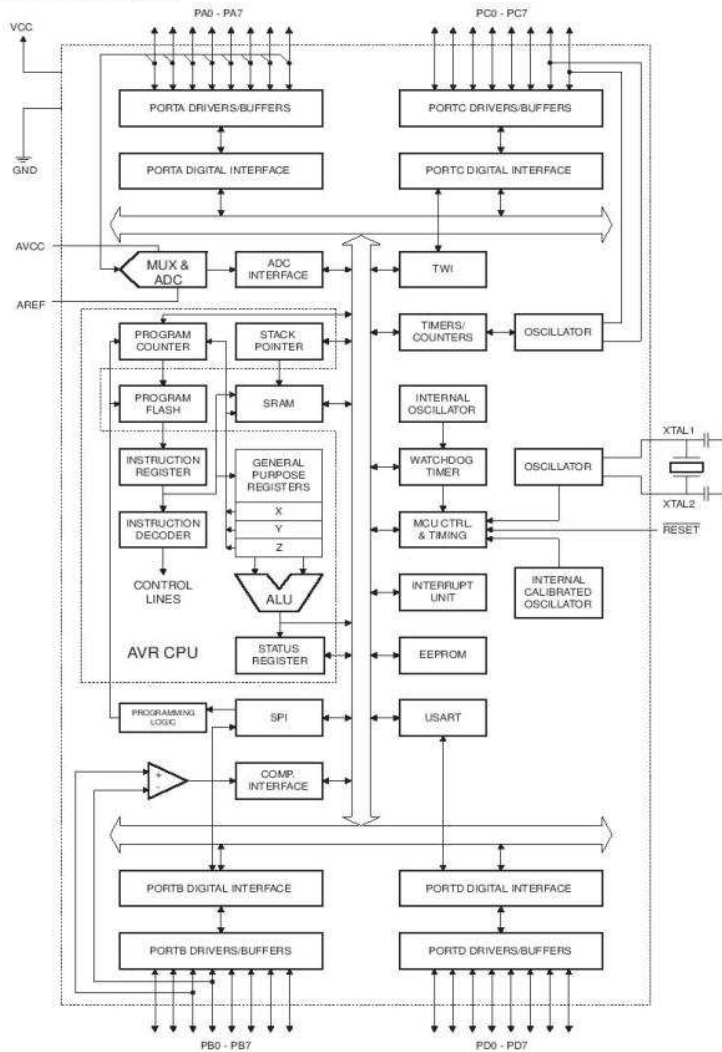 PA0 - PA7
PC0 - PC7
VCC
PORTA DRIVERS/BUFFERS
PORTC DRIVERS/BUFFERS
GND
PORTA DIGITAL INTERFACE
PORTC DIGITAL INTERFACE
AVCC
MUX &
ADC
ADC
INTERFACE
TWI
AREF
PROGRAM
COUNTER
STACK
POINTER
TIMERS/
COUNTERS
OSCILLATOR
PROGRAM
FLASH
SRAM
INTERNAL
OSCILLATOR
XTAL1
INSTRUCTION
REGISTER
GENERAL
PURPOSE
REGISTERS
WATCHDOG
TIMER
OSCILLATOR
XTAL2
X
INSTRUCTION
DECODER
Y
MCU CTRL.
& TIMING
RESET
Z
CONTROL
LINES
ALU
INTERRUPT
UNIT
INTERNAL
CALIBRATED
OSCILLATOR
AVR CPU
STATUS
REGISTER
EEPROM
PROGRAMMING
LOGIC
SPI
USART
+
-
COMP.
INTERFACE
PORTB DIGITAL INTERFACE
PORTD DIGITAL INTERFACE
PORTB DRIVERS/BUFFERS
PORTD DRIVERS/BUFFERS
PB0 - PB7
PD0 - PD7